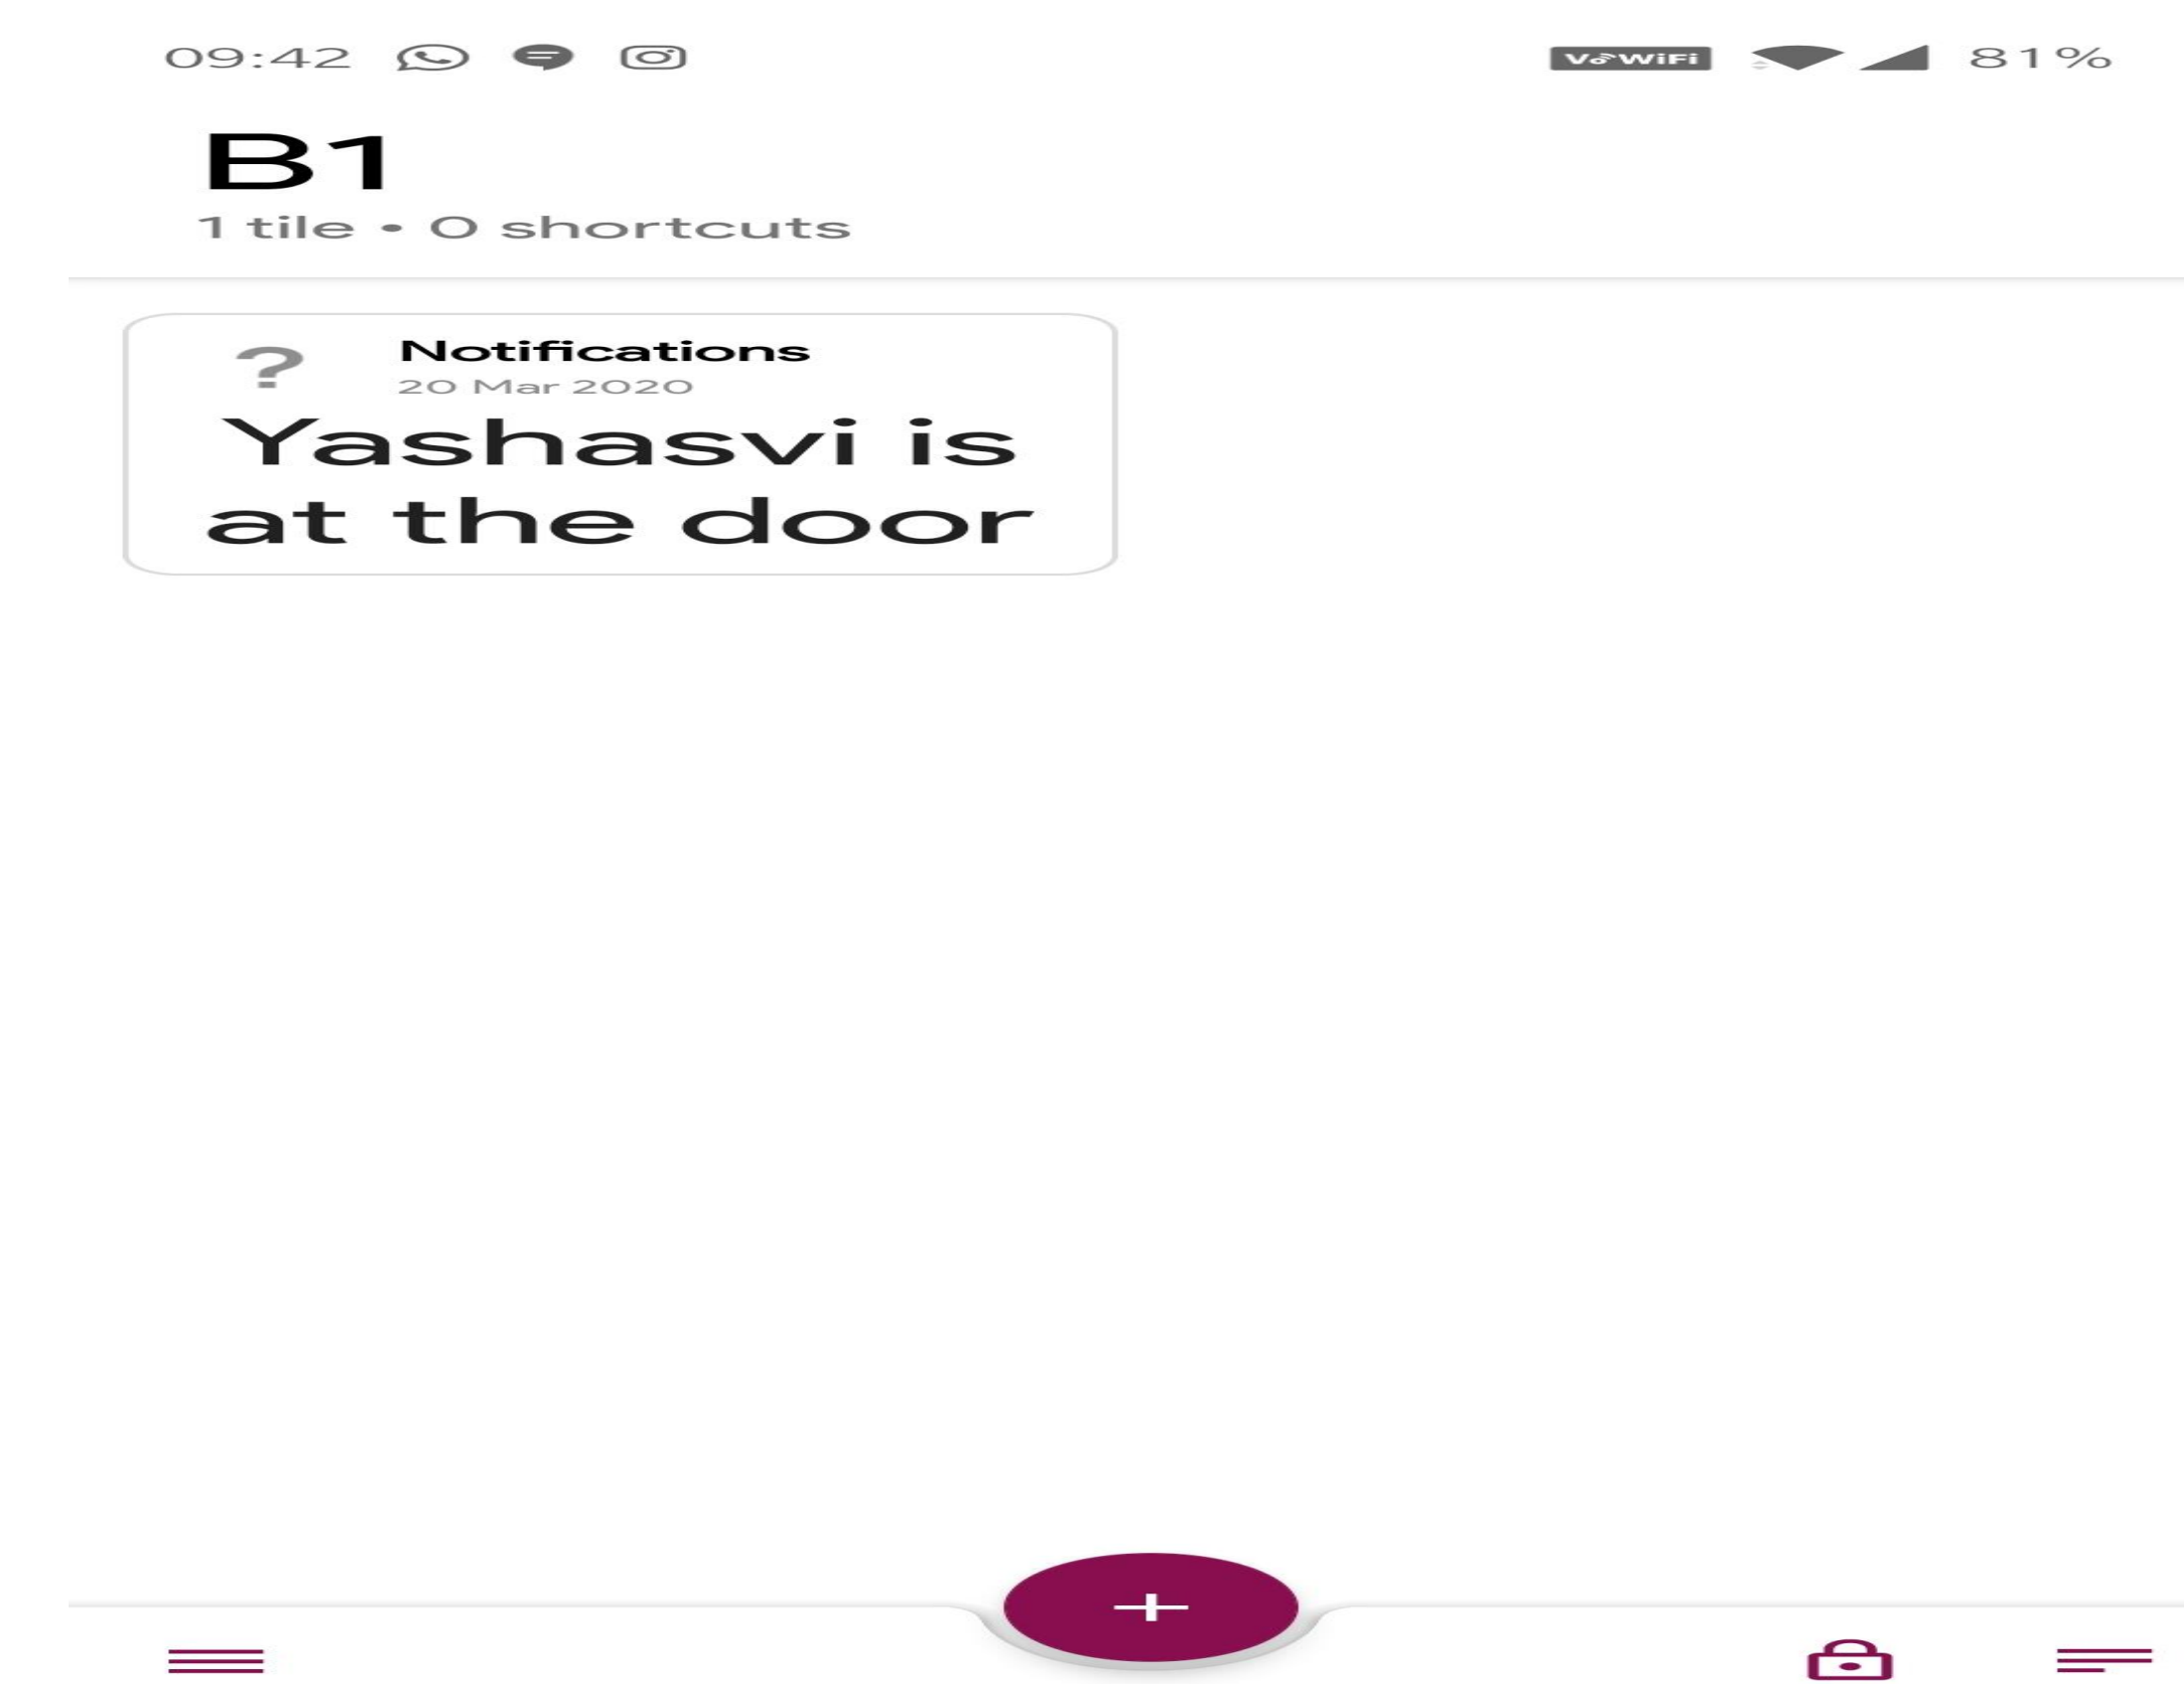 09:42 VoWiFi 81%
B1
1 tile • 0 shortcuts
?
Notifications
20 Mar 2020
Yashasvi is
at the door
+